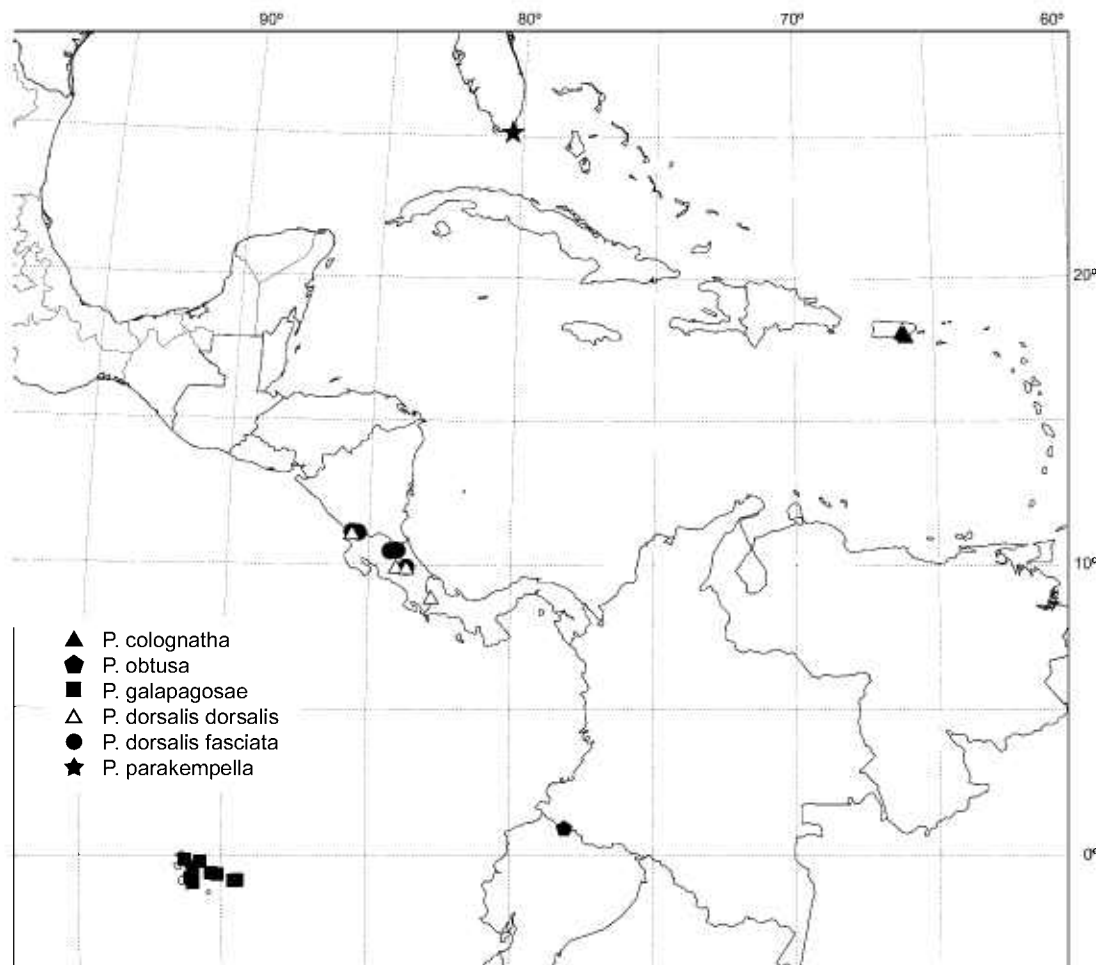 90º 80º 70º 60º
20º
10º
P. colognatha
P. obtusa
P. galapagosae
P. dorsalis dorsalis
P. dorsalis fasciata
P. parakempella
0º